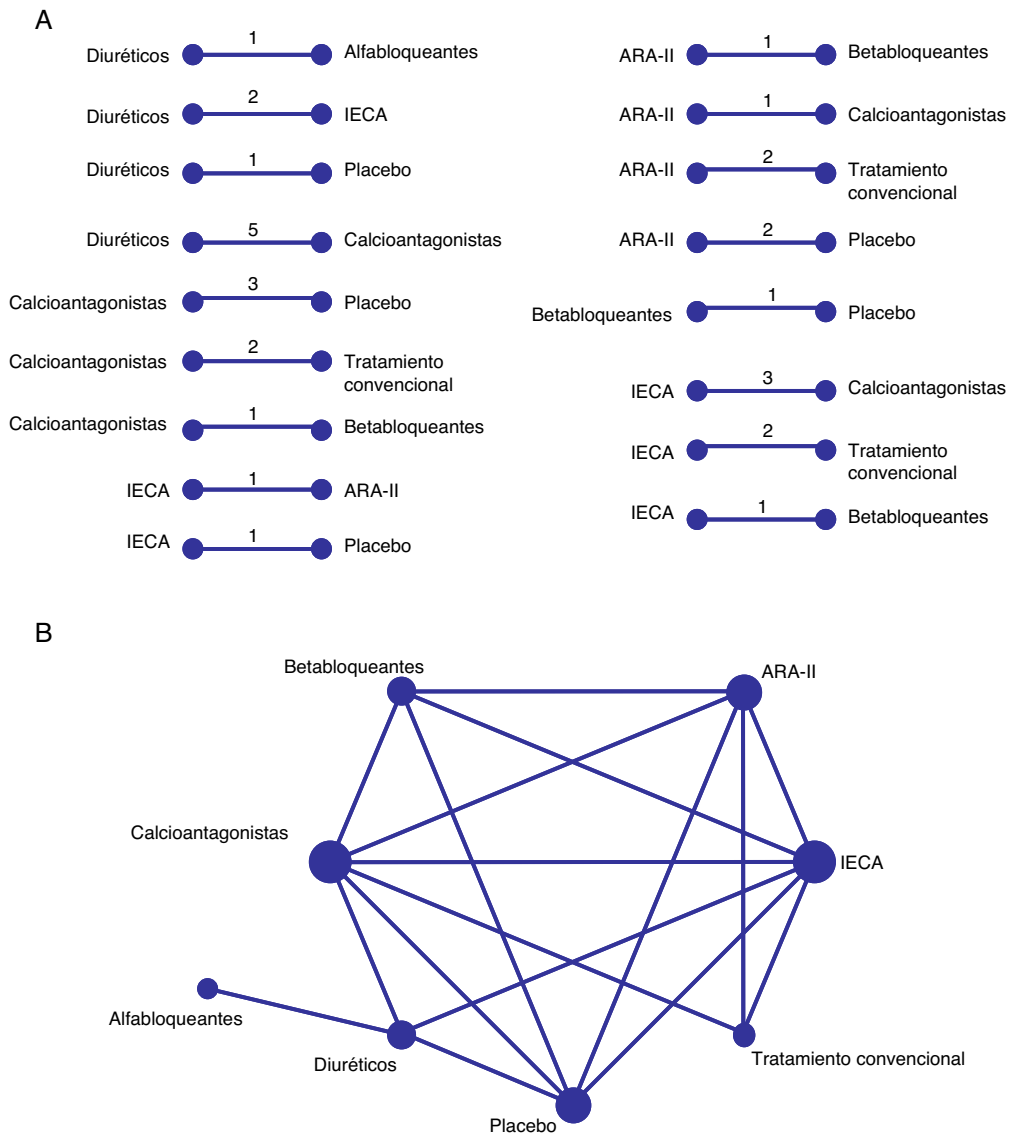 A
Diuréticos 1 Alfabloqueantes
Diuréticos 2 IECA
Diuréticos 1 Placebo
Diuréticos 5 Calcioantagonistas
Calcioantagonistas 3 Placebo
Calcioantagonistas 2 Tratamiento
convencional
Calcioantagonistas 1 Betabloqueantes
IECA 1 ARA-II
IECA 1 Placebo
ARA-II 1 Betabloqueantes
ARA-II 1 Calcioantagonistas
ARA-II 2 Tratamiento
convencional
ARA-II 2 Placebo
Betabloqueantes 1 Placebo
IECA 3 Calcioantagonistas
IECA 2 Tratamiento
convencional
IECA 1 Betabloqueantes
B
Betabloqueantes
ARA-II
Calcioantagonistas
IECA
Alfabloqueantes
Diuréticos
Tratamiento convencional
Placebo